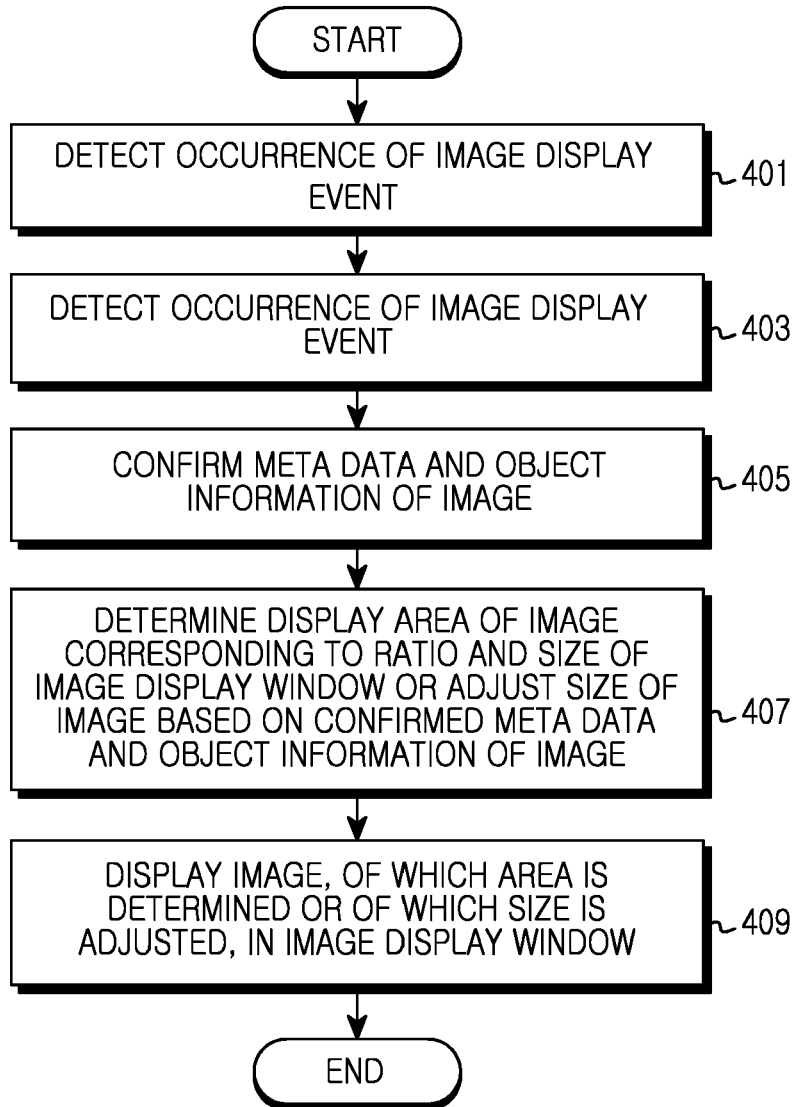 START
DETECT OCCURRENCE OF IMAGE DISPLAY
EVENT
401
DETECT OCCURRENCE OF IMAGE DISPLAY
EVENT
403
CONFIRM META DATA AND OBJECT
INFORMATION OF IMAGE
405
DETERMINE DISPLAY AREA OF IMAGE
CORRESPONDING TO RATIO AND SIZE OF
IMAGE DISPLAY WINDOW OR ADJUST SIZE OF
IMAGE BASED ON CONFIRMED META DATA
AND OBJECT INFORMATION OF IMAGE
407
DISPLAY IMAGE, OF WHICH AREA IS
DETERMINED OR OF WHICH SIZE IS
ADJUSTED, IN IMAGE DISPLAY WINDOW
409
END